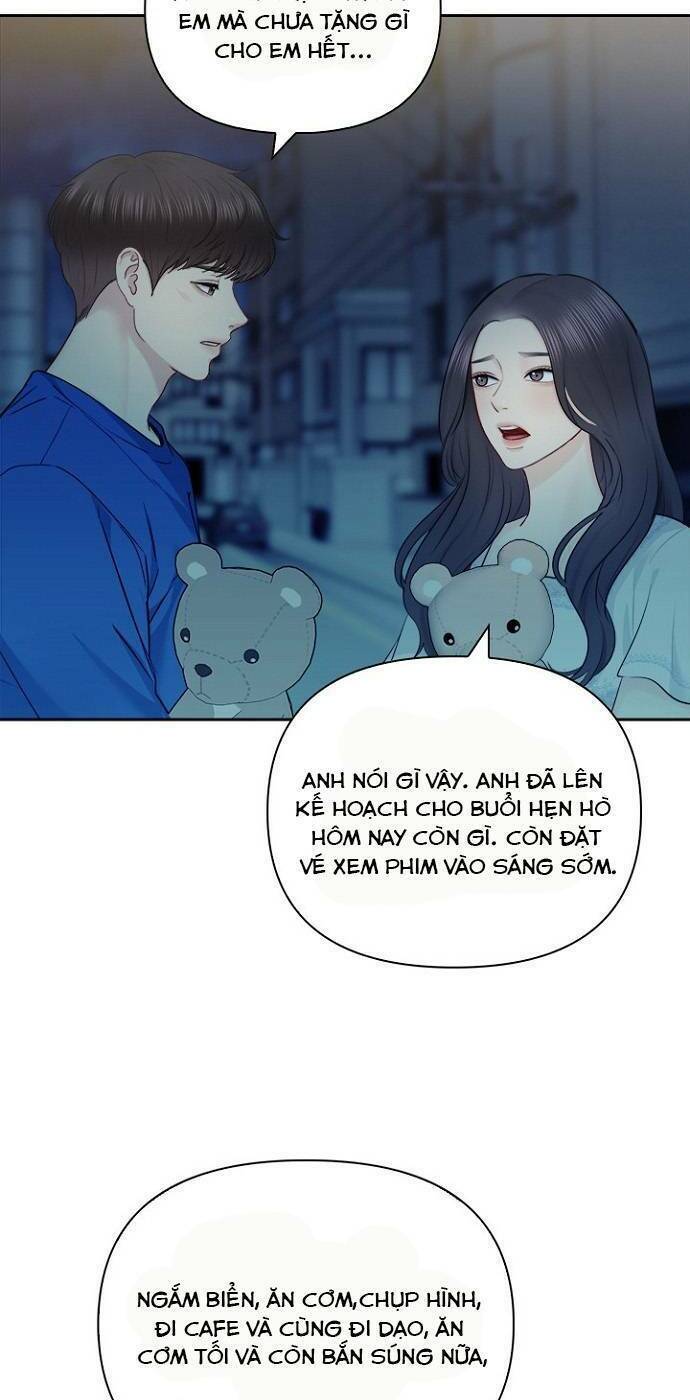 EM MÀ CHƯA TẶNG GÌ
CHO EM HẾT...
ANH NÓI GÌ VẬY. ANH ĐÃ LÊN
KẾ HOẠCH CHO BUỔI HẸN HÒ
HÔM NAY CÒN GÌ. CÒN ĐẶT
VÉ XEM PHIM VÀO SÁNG SỚM.
NGẮM BIỂN, ĂN CƠM,CHỤP HÌNH,
ĐI CAFE VÀ CÙNG ĐI DẠO, ĂN
CƠM TỐI VÀ CÒN BẮN SÚNG NỮA,